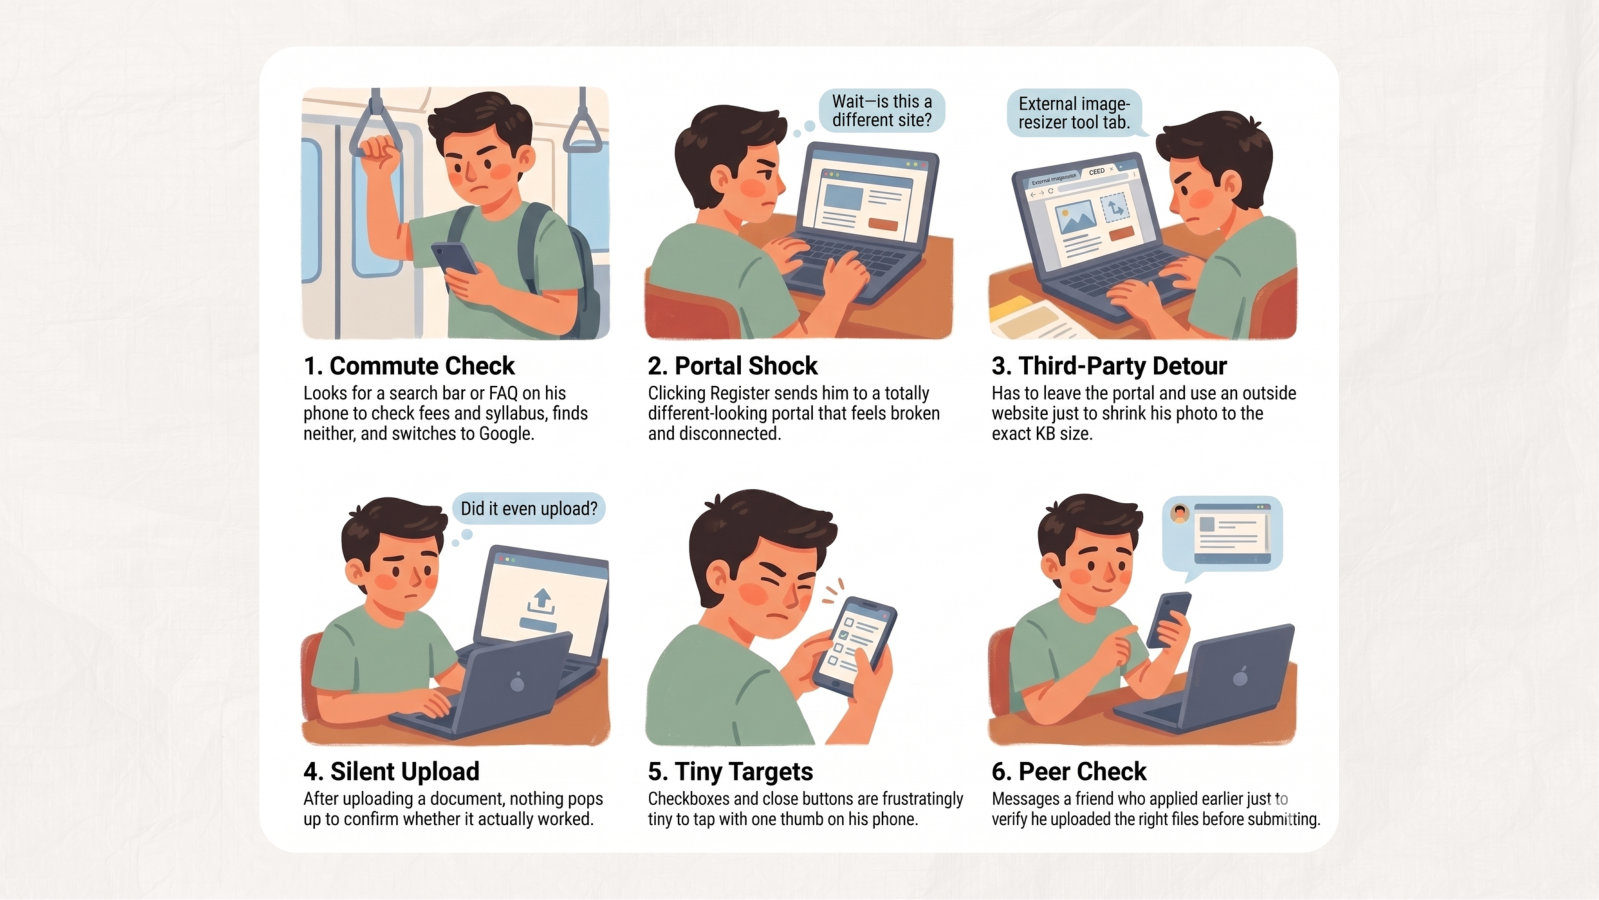 Wait—is this a
different site?
External image-
resizer tool tab.
CEED
1. Commute Check
Looks for a search bar or FAQ on his
phone to check fees and syllabus, finds
neither, and switches to Google.
2. Portal Shock
Clicking Register sends him to a totally
different-looking portal that feels broken
and disconnected.
3. Third-Party Detour
Has to leave the portal and use an outside
website just to shrink his photo to the
exact KB size.
Did it even upload?
4. Silent Upload
After uploading a document, nothing pops
up to confirm whether it actually worked.
5. Tiny Targets
Checkboxes and close buttons are frustratingly
tiny to tap with one thumb on his phone.
6. Peer Check
Messages a friend who applied earlier just to
verify he uploaded the right files before submitting.